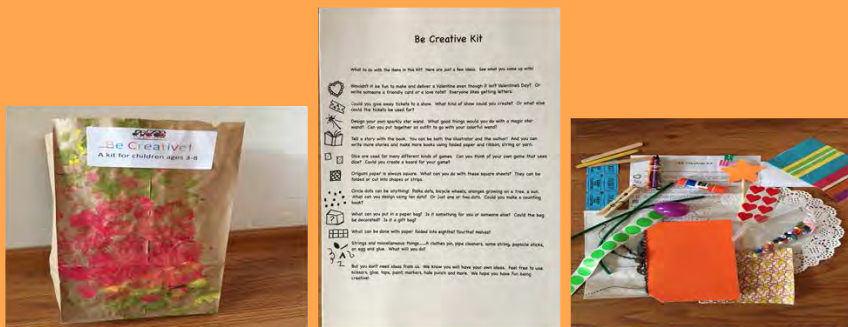 Be Creative!
A kit for children ages 3-8
Be Creative Kit
What to do with the items in this kit? Here are just a few ideas. See what you come up with!
Wouldn't it be fun to make and deliver a Valentine even though it isn't Valentine's Day? Or
write someone a friendly card or a love note? Everyone likes getting letters.
Could you give away tickets to a show. What kind of show could you create? Or what else
could the tickets be used for?
Design your own sparkly star wand. What good things would you do with a magic star
wand? Can you put together an outfit to go with your colorful wand?
Tell a story with the book. You can be both the illustrator and the author! And you can
write more stories and make more books using folded paper and ribbon, string or yarn.
Dice are used for many different kinds of games. Can you think of your own game that uses
dice? Could you create a board for your game?
Origami paper is always square. What can you do with these square sheets? They can be
folded or cut into shapes or strips.
Circle dots can be anything! Polka dots, bicycle wheels, oranges growing on a tree, a sun.
What can you design using ten dots? Or just one or two dots. Could you make a counting
book?
What can you put in a paper bag? Is it something for you or someone else? Could the bag
be decorated? Is it a gift bag?
What can be done with paper folded into eighths? fourths? halves?
Strings and miscellaneous things....A clothes pin, pipe cleaners, some string, popsicle sticks,
an egg and glue. What will you do?
But you don't need ideas from us. We know you will have your own ideas. Feel free to use
scissors, glue, tape, paint markers, hole punch and more. We hope you have fun being
creative!